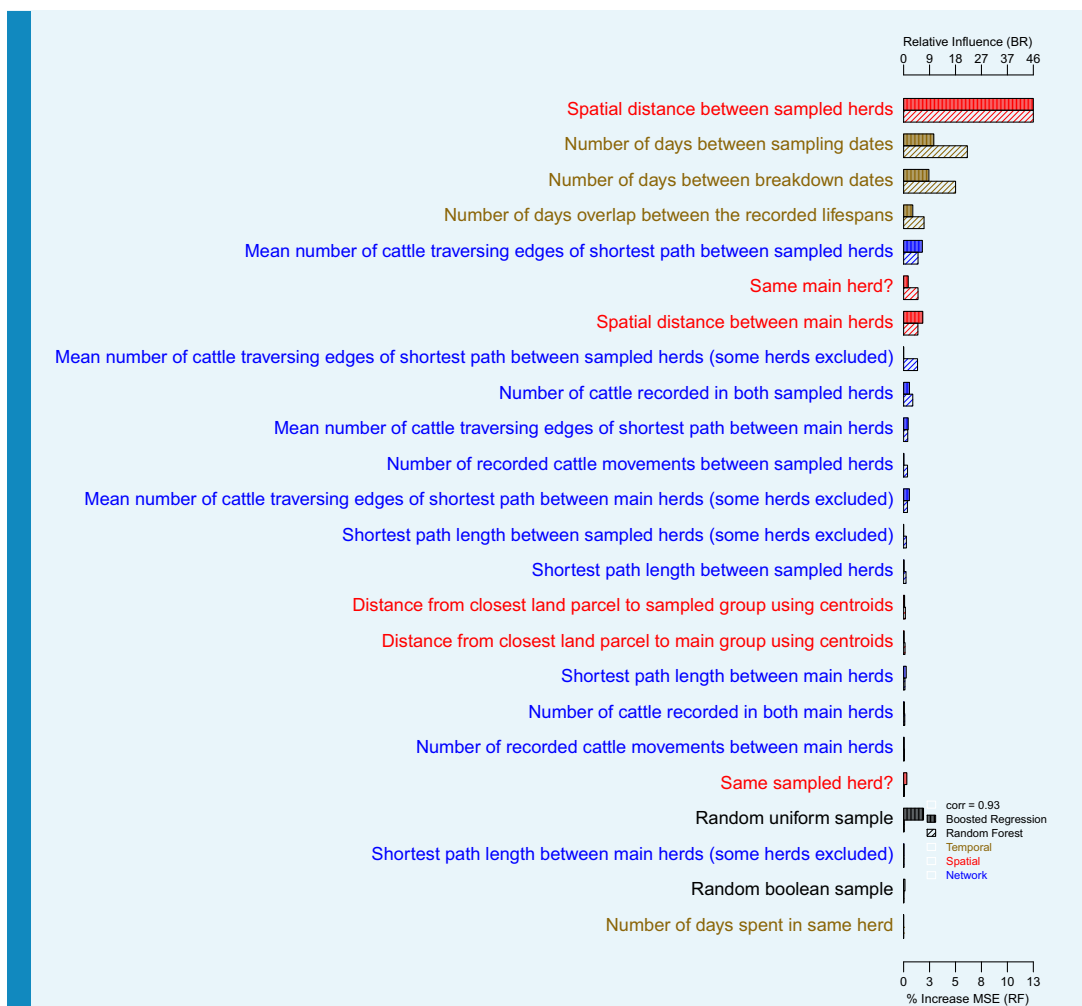 Relative Influence (BR)
0 9 18 27 37 46
Spatial distance between sampled herds
Number of days between sampling dates
Number of days between breakdown dates
Number of days overlap between the recorded lifespans
Mean number of cattle traversing edges of shortest path between sampled herds
Same main herd?
Spatial distance between main herds
Mean number of cattle traversing edges of shortest path between sampled herds (some herds excluded)
Number of cattle recorded in both sampled herds
Mean number of cattle traversing edges of shortest path between main herds
Number of recorded cattle movements between sampled herds
Mean number of cattle traversing edges of shortest path between main herds (some herds excluded)
Shortest path length between sampled herds (some herds excluded)
Shortest path length between sampled herds
Distance from closest land parcel to sampled group using centroids
Distance from closest land parcel to main group using centroids
Shortest path length between main herds
Number of cattle recorded in both main herds
Number of recorded cattle movements between main herds
Same sampled herd?
Random uniform sample
Shortest path length between main herds (some herds excluded)
Random boolean sample
Number of days spent in same herd
corr = 0.93
Boosted Regression
Random Forest
Temporal
Spatial
Network
0 3 5 8 10 13
% Increase MSE (RF)